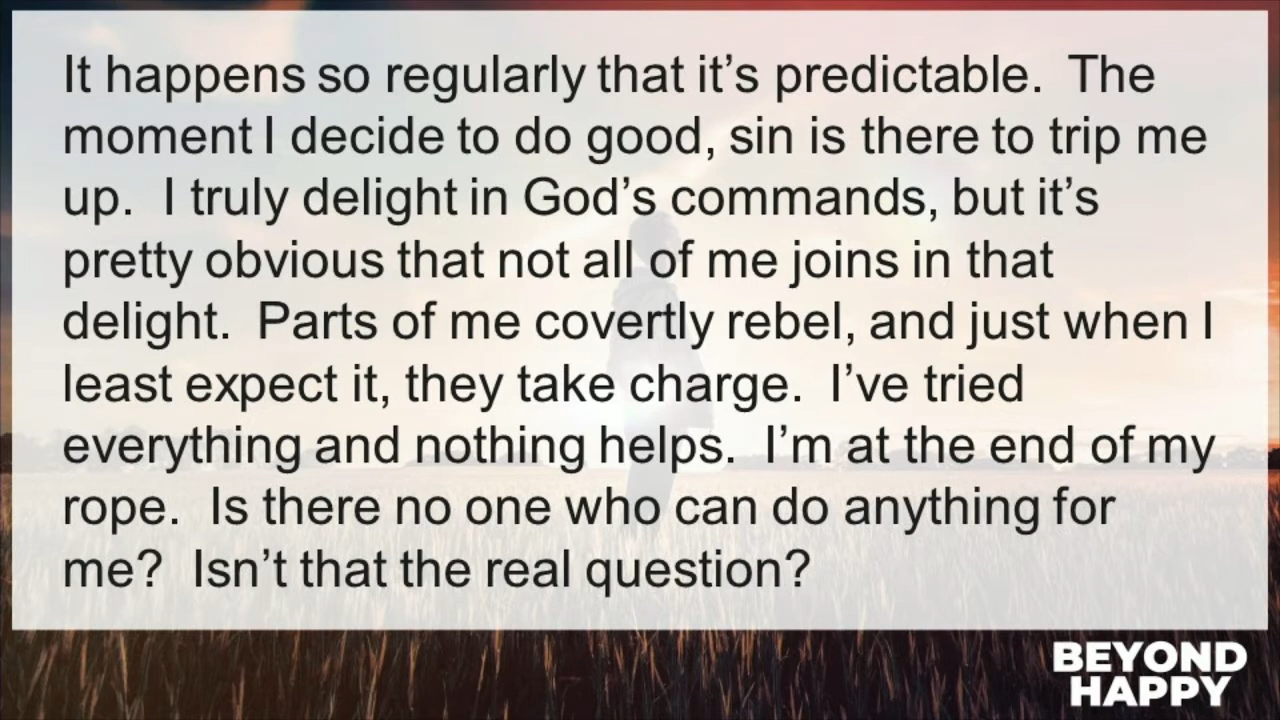 It happens so regularly that it’s predictable.  The
moment I decide to do good, sin is there to trip me
up.  I truly delight in God’s commands, but it’s
pretty obvious that not all of me joins in that
delight.  Parts of me covertly rebel, and just when I
least expect it, they take charge.  I’ve tried
everything and nothing helps.  I’m at the end of my
rope.  Is there no one who can do anything for
me?  Isn’t that the real question?
BEYOND
HAPPY